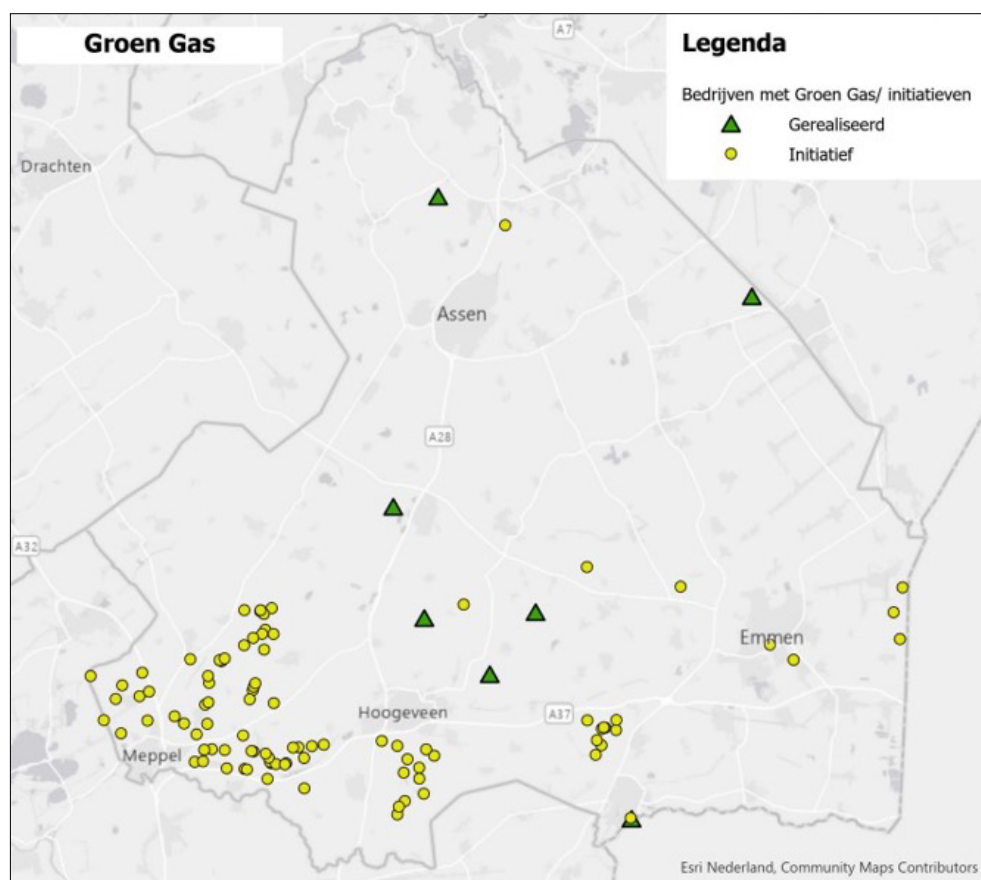 Groen Gas
Legenda
Bedrijven met Groen Gas/ initiatieven
Gerealiseerd
Initiatief
A7
Drachten
Assen
A28
A32
Emmen
Hoogeveen
A37
Meppel
Esri Nederland, Community Maps Contributors